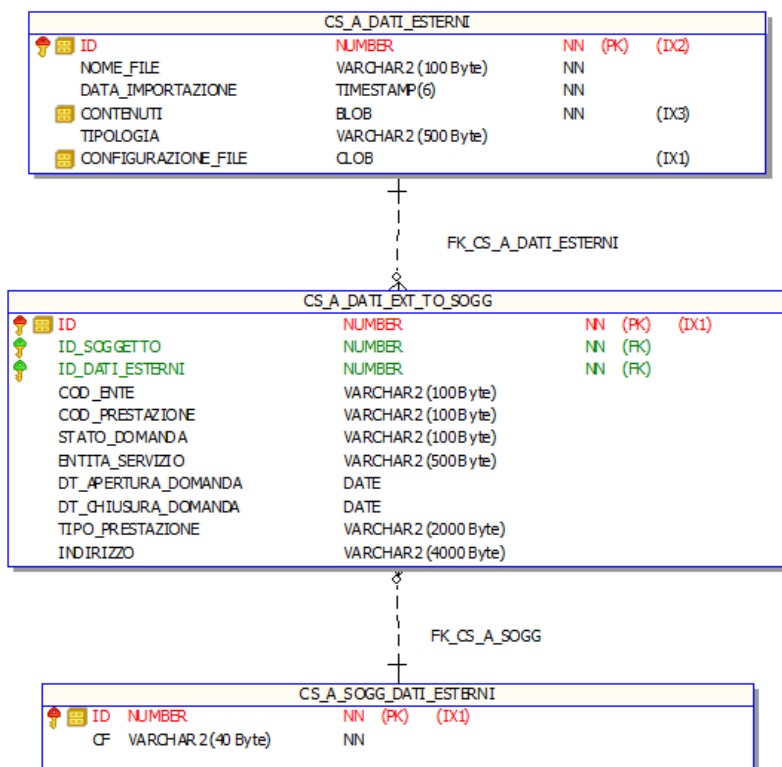 CS_A_DATI_ESTERNI
ID NUMBER NN (PK) (IX2)
NOME_FILE VARCHAR2 (100 Byte) NN
DATA_IMPORTAZIONE TIMESTAMP(6) NN
CONTENUTI BLOB NN (IX3)
TIPOLOGIA VARCHAR2 (500 Byte)
CONFIGURAZIONE_FILE CLOB (IX1)
FK_CS_A_DATI_ESTERNI
CS_A_DATI_EXT_TO_SOGG
ID NUMBER NN (PK) (IX1)
ID_SOGGETTO NUMBER NN (FK)
ID_DATI_ESTERNI NUMBER NN (FK)
COD_ENTE VARCHAR2 (100 Byte)
COD_PRESTAZIONE VARCHAR2 (100 Byte)
STATO_DOMANDA VARCHAR2 (100 Byte)
ENTITA_SERVIZIO VARCHAR2 (500 Byte)
DT_APERTURA_DOMANDA DATE
DT_CHIUSURA_DOMANDA DATE
TIPO_PRESTAZIONE VARCHAR2 (2000 Byte)
INDIRIZZO VARCHAR2 (4000 Byte)
FK_CS_A_SOGG
CS_A_SOGG_DATI_ESTERNI
ID NUMBER NN (PK) (IX1)
CF VARCHAR2 (40 Byte) NN